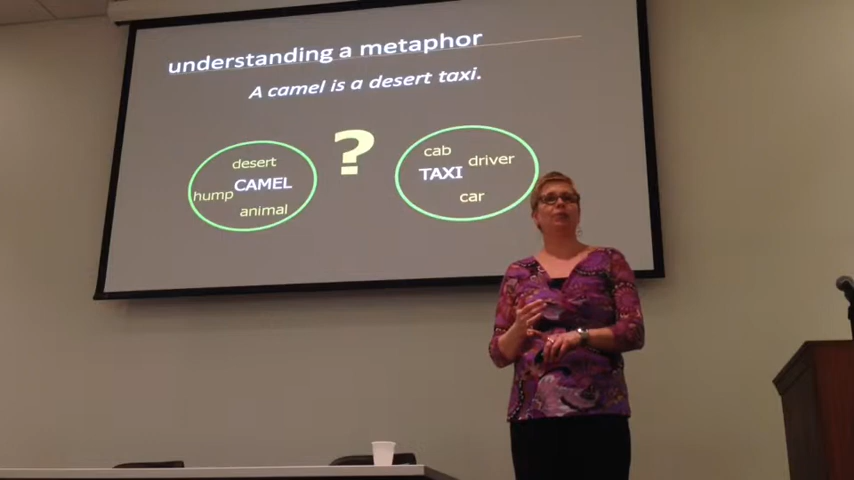 understanding a metaphor
A camel is a desert taxi.
?
desert
CAMEL
hump
animal
cab
driver
TAXI
car